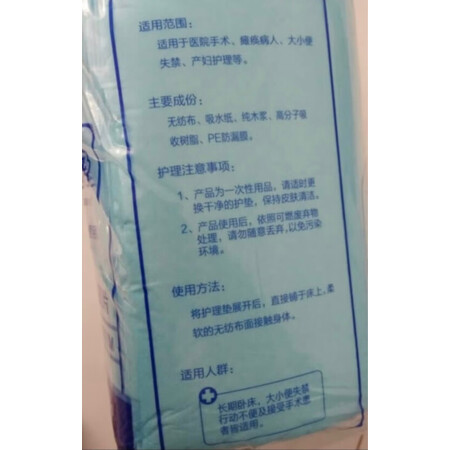 适用范围：
适用于医院手术、瘫痪病人、大小便
失禁、产妇护理等。
主要成份：
无纺布、吸水纸、纯木浆、高分子吸
收树脂、PE防漏膜。
护理注意事项：
1、产品为一次性用品，请适时更
换干净的护垫，保持皮肤清洁。
2、产品使用后，依照可燃废弃物
处理，请勿随意丢弃，以免污染
环境。
使用方法：
将护理垫展开后，直接铺于床上，柔
软的无纺布面接触身体。
适用人群：
长期卧床，大小便失禁
行动不便及接受手术患
者皆适用。